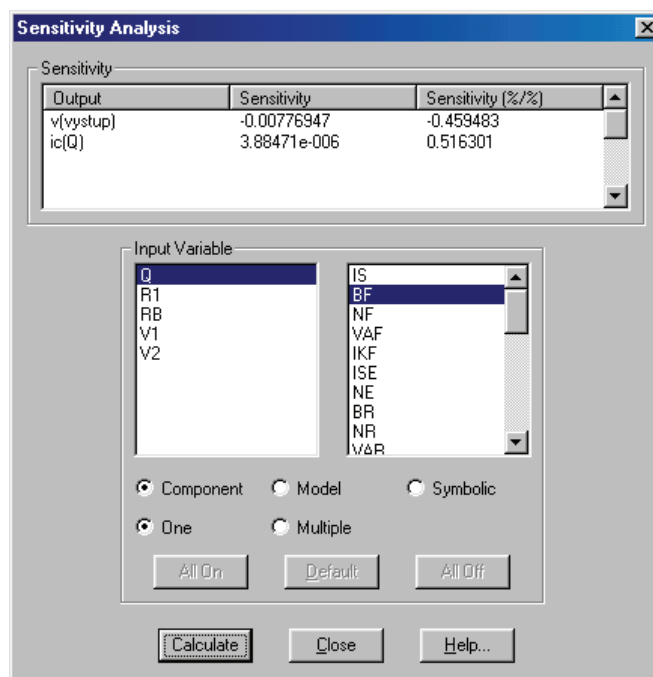 Sensitivity Analysis
Sensitivity
Output Sensitivity Sensitivity (%/%)
v(vystup) -0.00776947 -0.459483
ic(Q) 3.88471e-006 0.516301
Input Variable
Q
R1
RB
V1
V2
IS
BF
NF
VAF
IKF
ISE
NE
BR
NR
VAR
Component Model Symbolic
One Multiple
All On Default All Off
Calculate Close Help...